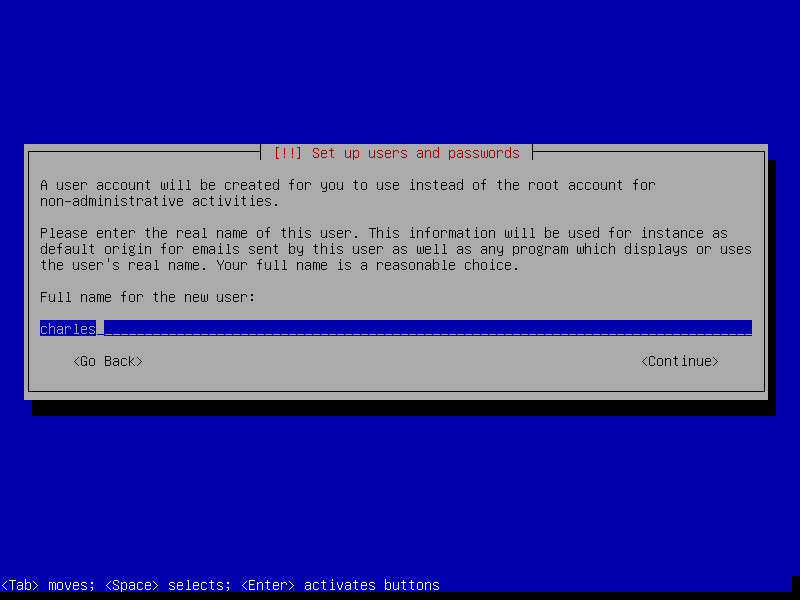 [!!] Set up users and passwords
A user account will be created for you to use instead of the root account for
non-administrative activities.
Please enter the real name of this user. This information will be used for instance as
default origin for emails sent by this user as well as any program which displays or uses
the user's real name. Your full name is a reasonable choice.
Full name for the new user:
charles
<Go Back> <Continue>
<Tab> moves; <Space> selects; <Enter> activates buttons